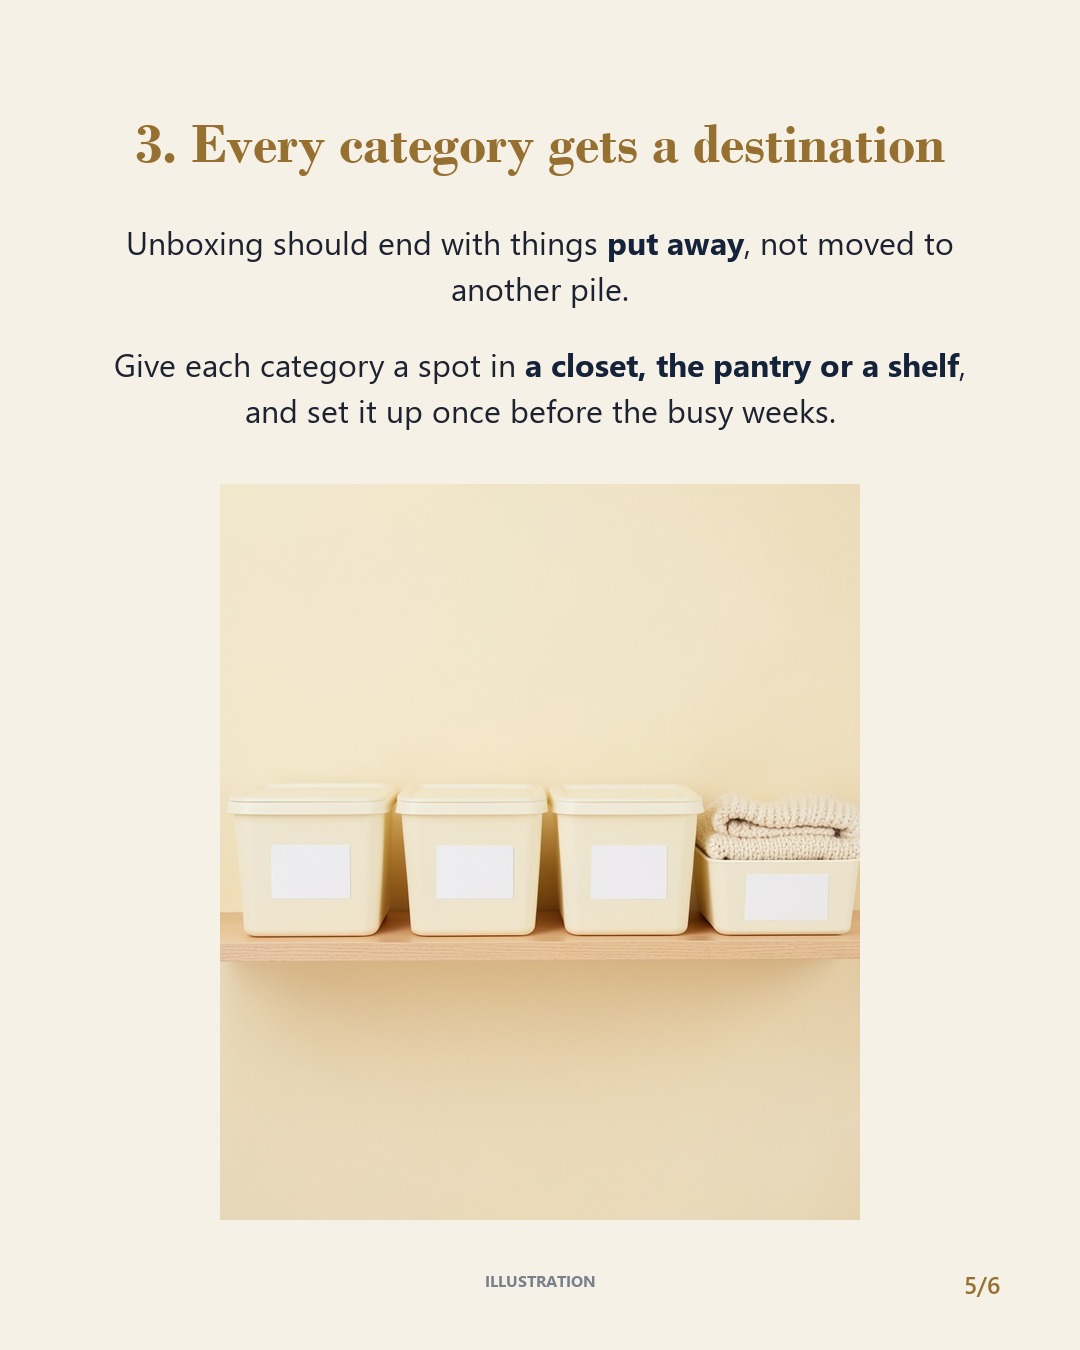 3. Every category gets a destination
Unboxing should end with things put away, not moved to
another pile.
Give each category a spot in a closet, the pantry or a shelf,
and set it up once before the busy weeks.
ILLUSTRATION
5/6